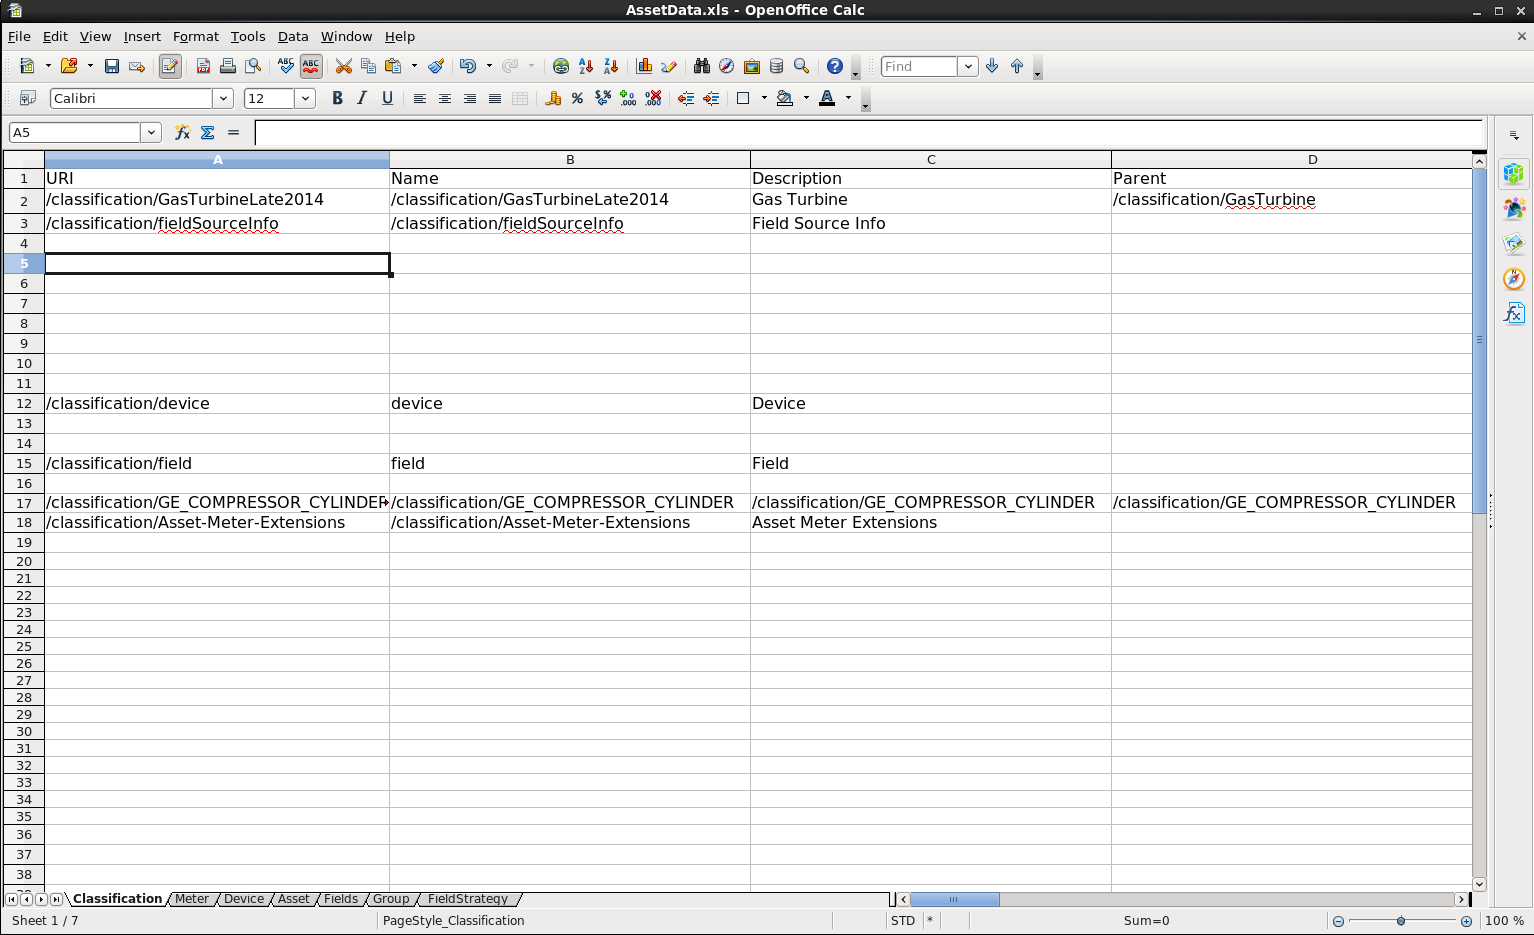 AssetData.xls - OpenOffice Calc
File Edit View Insert Format Tools Data Window Help
ABC ABC Find
Calibri 12 B I U
A5
A B C D
1 URI Name Description Parent
2 /classification/GasTurbineLate2014 /classification/GasTurbineLate2014 Gas Turbine /classification/GasTurbine
3 /classification/fieldSourceInfo /classification/fieldSourceInfo Field Source Info
4
5
6
7
8
9
10
11
12 /classification/device device Device
13
14
15 /classification/field field Field
16
17 /classification/GE_COMPRESSOR_CYLINDER /classification/GE_COMPRESSOR_CYLINDER /classification/GE_COMPRESSOR_CYLINDER /classification/GE_COMPRESSOR_CYLINDER
18 /classification/Asset-Meter-Extensions /classification/Asset-Meter-Extensions Asset Meter Extensions
19
20
21
22
23
24
25
26
27
28
29
30
31
32
33
34
35
36
37
38
Classification Meter Device Asset Fields Group FieldStrategy
Sheet 1 / 7 PageStyle_Classification STD * Sum=0 100 %